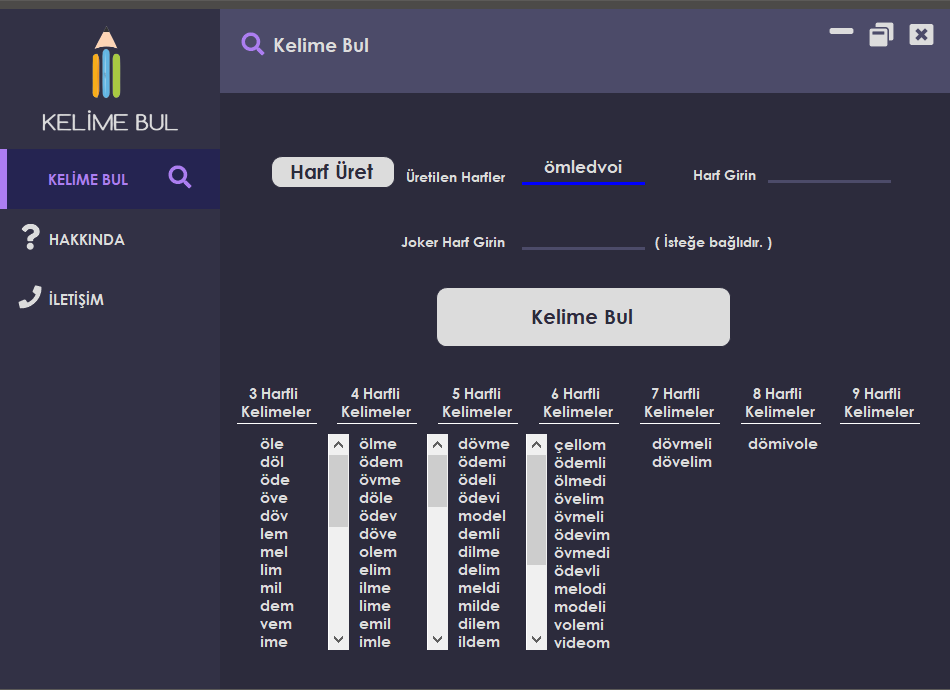 KELİME BUL
KELİME BUL
HAKKINDA
İLETİŞİM
Kelime Bul
Harf Üret
Üretilen Harfler
ömledvoi
Harf Girin
Joker Harf Girin
( İsteğe bağlıdır. )
Kelime Bul
3 Harfli
Kelimeler
öle
döl
öde
öve
döv
lem
mel
lim
mil
dem
vem
ime
4 Harfli
Kelimeler
ölme
ödem
övme
döle
ödev
döve
olem
elim
ilme
lime
emil
imle
5 Harfli
Kelimeler
dövme
ödemi
ödeli
ödevi
model
demli
dilme
delim
meldi
milde
dilem
ildem
6 Harfli
Kelimeler
çellom
ödemli
ölmedi
övelim
övmeli
ödevim
övmedi
ödevli
melodi
modeli
volemi
videom
7 Harfli
Kelimeler
dövmeli
dövelim
8 Harfli
Kelimeler
dömivole
9 Harfli
Kelimeler